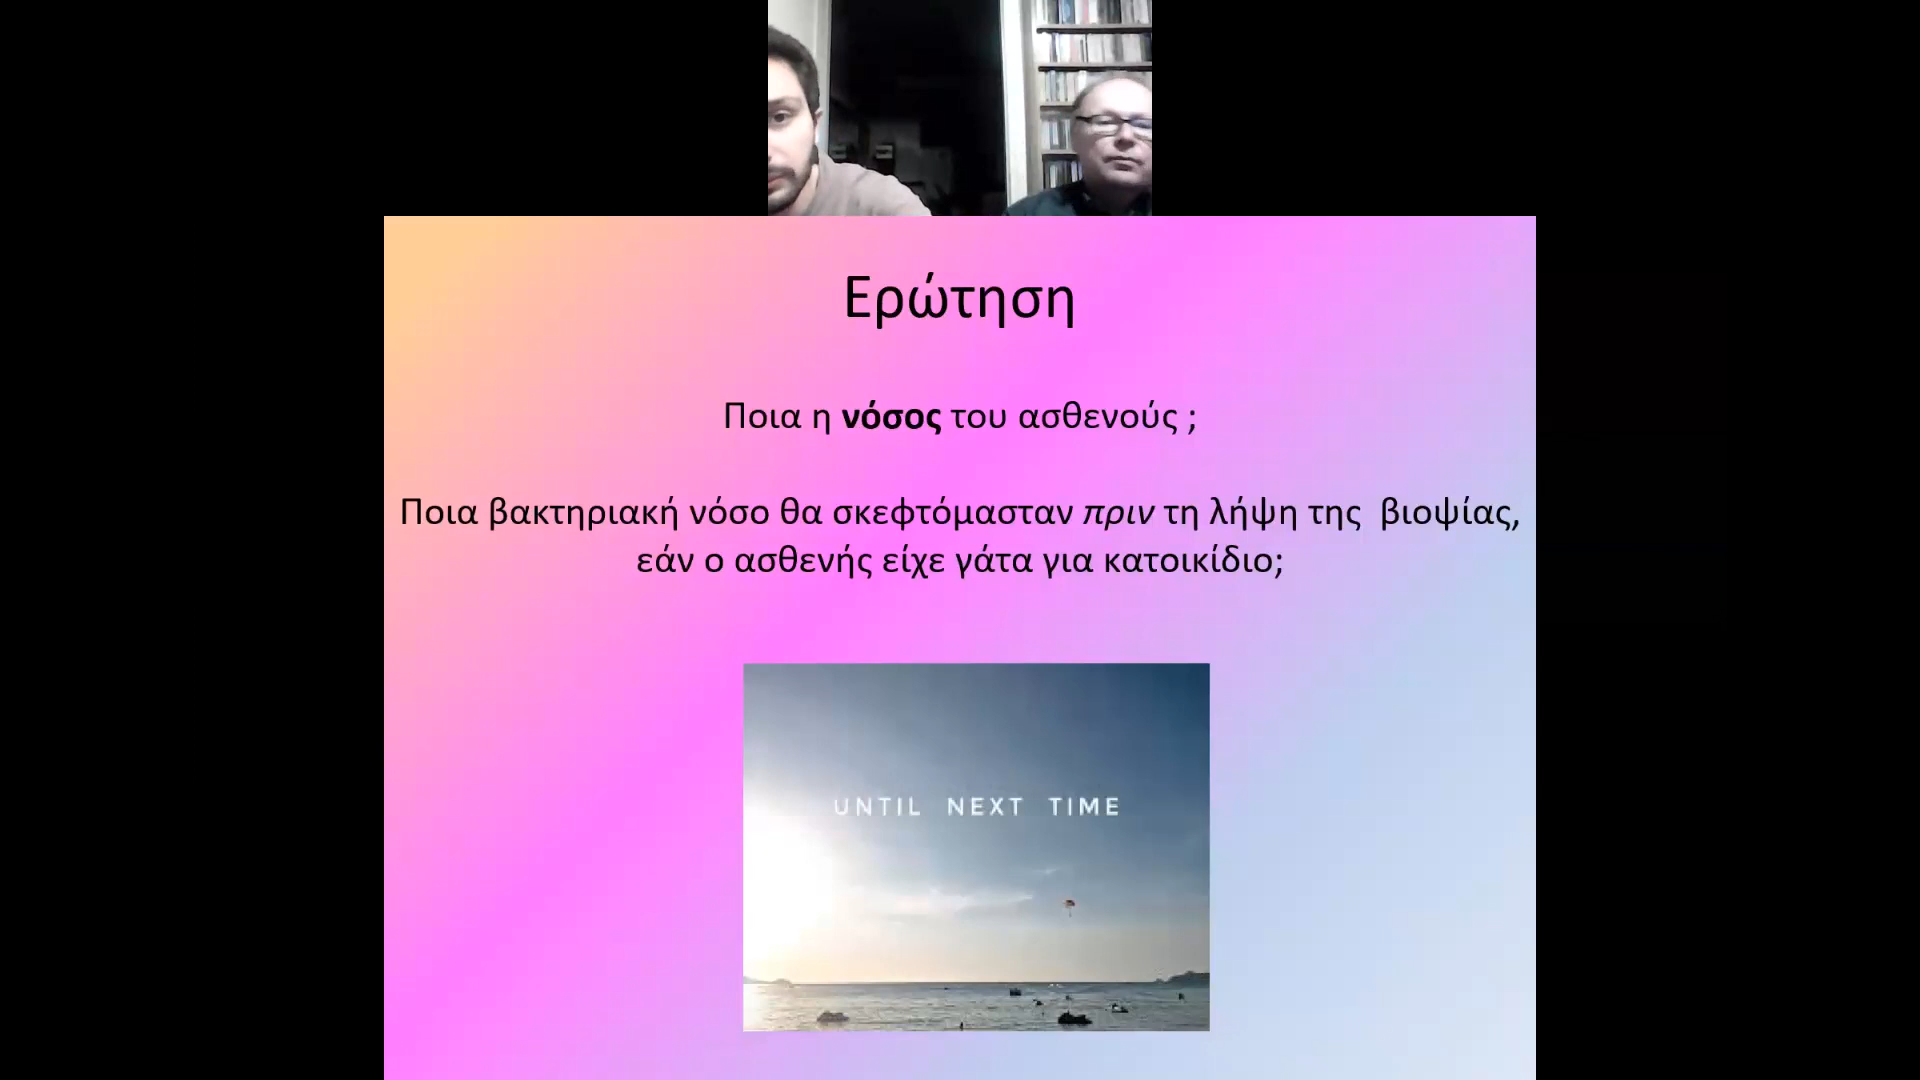 Ερώτηση
Ποια η νόσος του ασθενούς ;
Ποια βακτηριακή νόσο θα σκεφτόμασταν πριν τη λήψη της βιοψίας,
εάν ο ασθενής είχε γάτα για κατοικίδιο;
UNTIL NEXT TIME